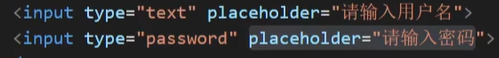 <input type="text" placeholder="请输入用户名">
<input type="password" placeholder="请输入密码">